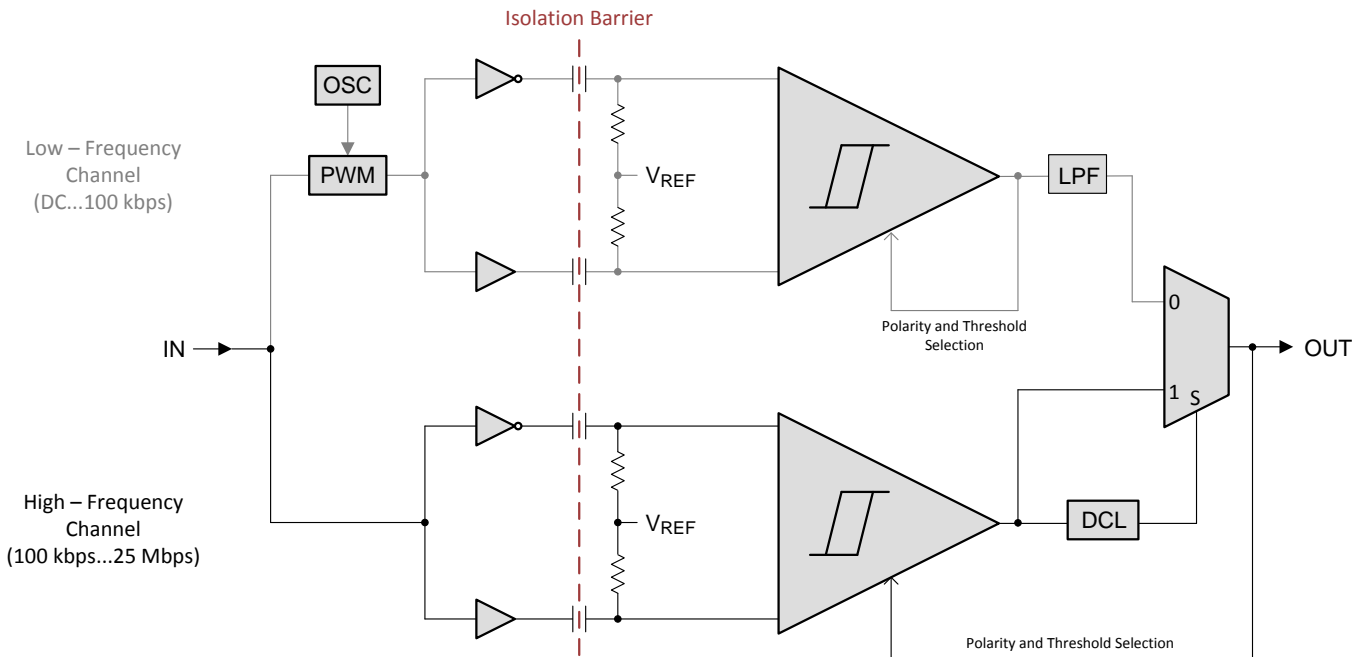 Isolation Barrier
OSC
Low – Frequency
Channel
(DC...100 kbps)
PWM
VREF
LPF
Polarity and Threshold
Selection
0
IN
OUT
1
S
High – Frequency
Channel
(100 kbps...25 Mbps)
VREF
DCL
Polarity and Threshold Selection